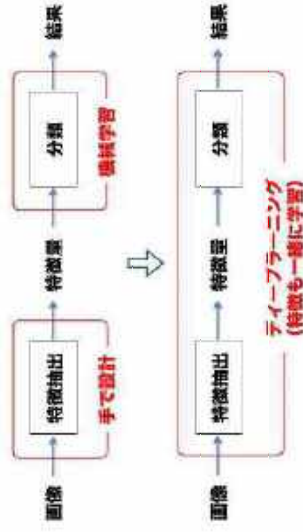 画像
特徴抽出
手で設計
特徴量
分類
機械学習
結果
画像
特徴抽出
特徴量
分類
結果
ディープラーニング
(特徴も一緒に学習)